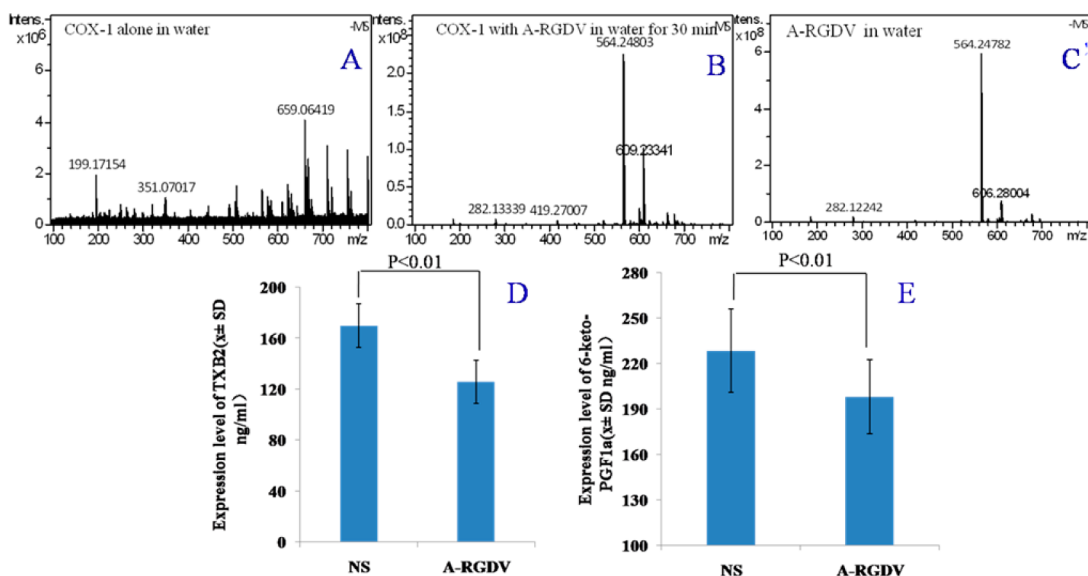 Intens.
x10⁶
COX-1 alone in water
-MS
A
6
4
2
0
659.06419
199.17154
351.07017
100 200 300 400 500 600 700 m/z
Intens.
x10⁸
COX-1 with A-RGDV in water for 30 min
-MS
B
2.0
1.5
1.0
0.5
0.0
564.24803
609.23341
282.13339
419.27007
100 200 300 400 500 600 700 m/z
Intens.
x10⁸
A-RGDV in water
-MS
C'
6
4
2
0
564.24782
606.28004
282.12242
100 200 300 400 500 600 700 m/z
P<0.01
D
Expression level of TXB2(x± SD
ng/ml)
200
160
120
80
40
0
NS A-RGDV
P<0.01
E
Expression level of 6-keto-
PGF1a(x± SD ng/ml)
280
250
220
190
160
130
100
NS A-RGDV